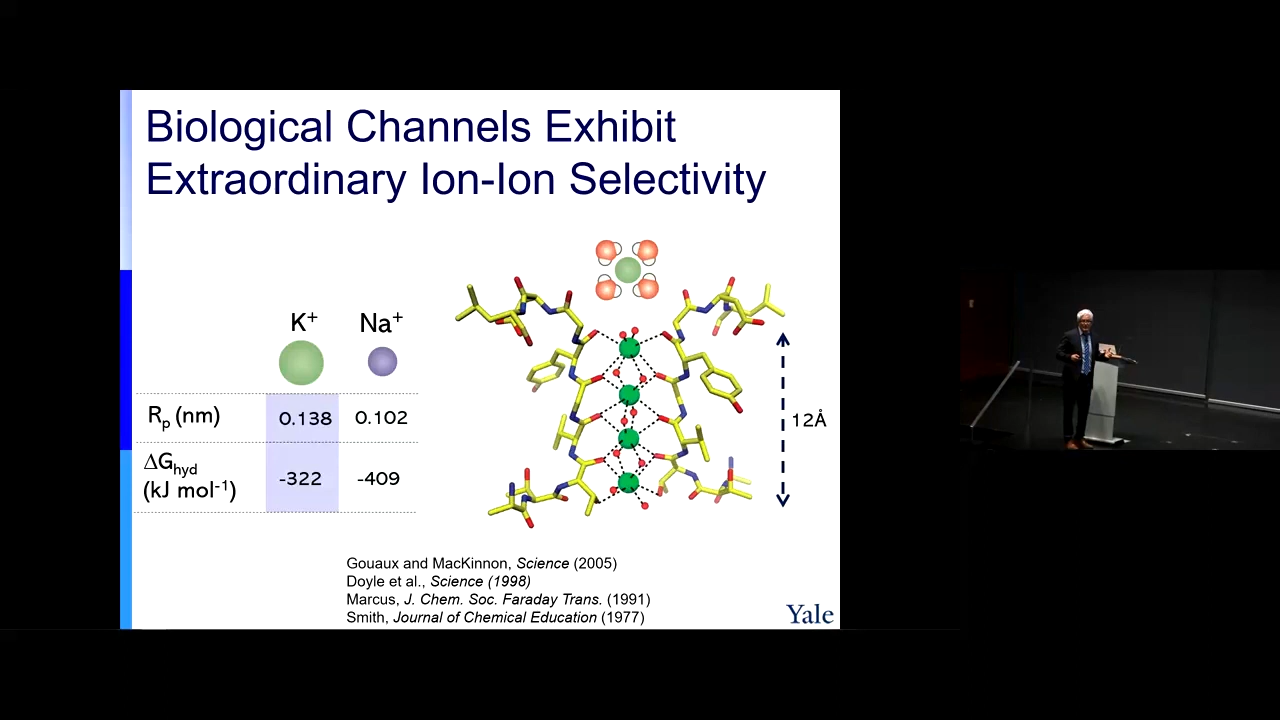 Biological Channels Exhibit
Extraordinary Ion-Ion Selectivity
K+ Na+
Rp (nm) 0.138 0.102
ΔGhyd
(kJ mol-1) -322 -409
12Å
Gouaux and MacKinnon, Science (2005)
Doyle et al., Science (1998)
Marcus, J. Chem. Soc. Faraday Trans. (1991)
Smith, Journal of Chemical Education (1977)
Yale